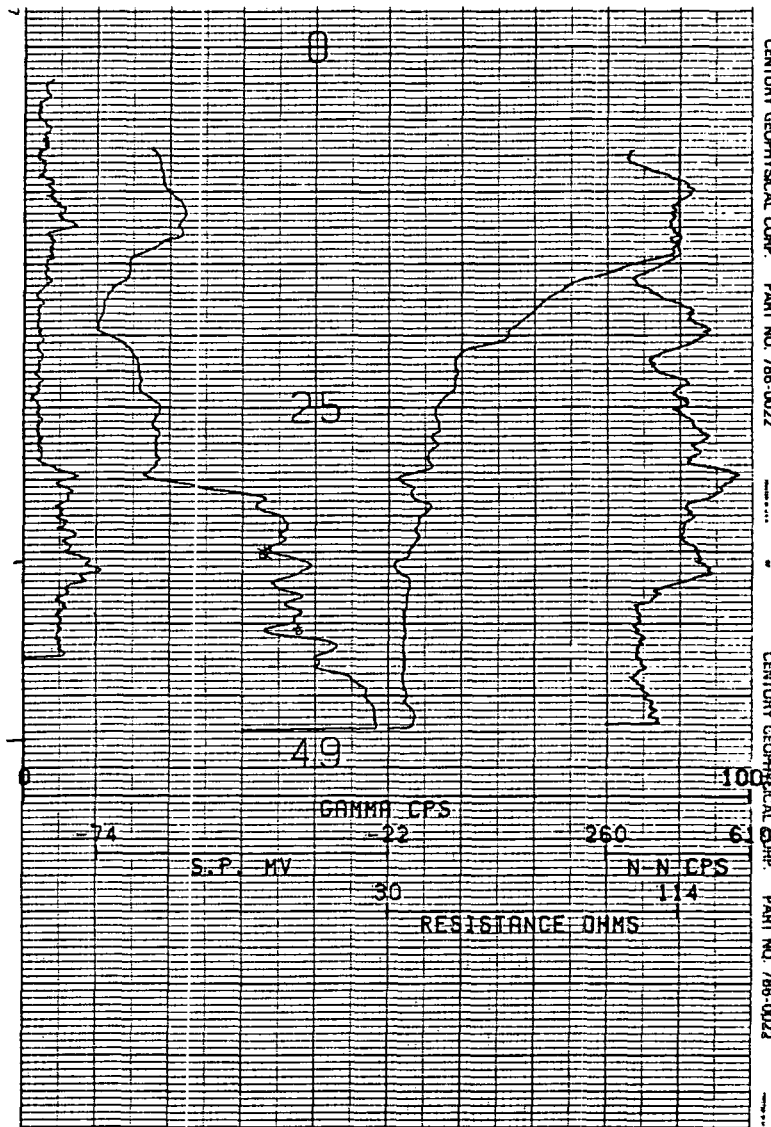 0
25
49
0 100
GAMMA CPS
-74 -22 260
S.P. MV N-N CPS
30 114
RESISTANCE OHMS
CENTURY GEOPHYSICAL CORP. PART NO. 786-0022
CENTURY GEOPHYSICAL CORP. PART NO. 786-0022